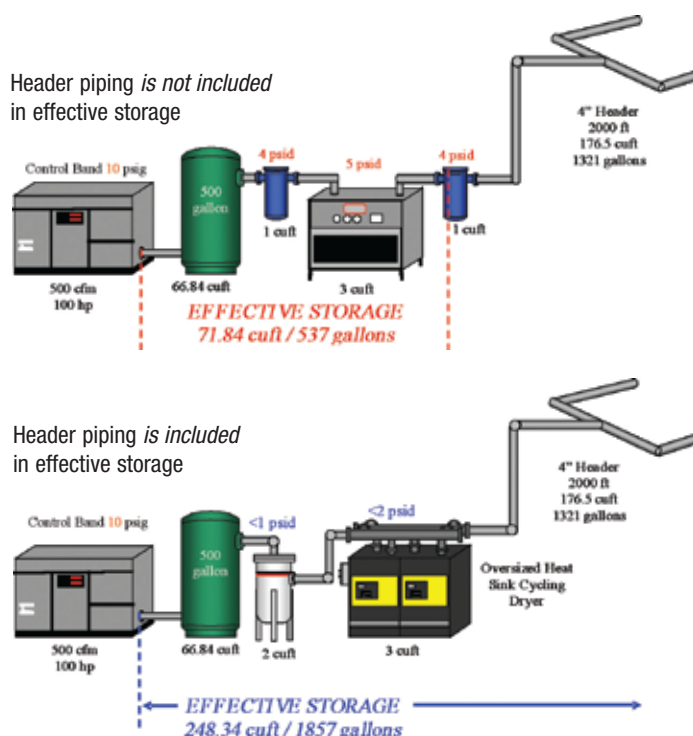 Header piping is not included
in effective storage
Control Band 10 psig
500
gallon
4 psid
5 psid
4 psid
4" Header
2000 ft
176.5 cuft
1321 gallons
1 cuft
1 cuft
500 cfm
100 hp
66.84 cuft
3 cuft
EFFECTIVE STORAGE
71.84 cuft / 537 gallons
Header piping is included
in effective storage
Control Band 10 psig
500
gallon
<1 psid
<2 psid
4" Header
2000 ft
176.5 cuft
1321 gallons
Oversized Heat
Sink Cycling
Dryer
500 cfm
100 hp
66.84 cuft
2 cuft
3 cuft
EFFECTIVE STORAGE
248.34 cuft / 1857 gallons